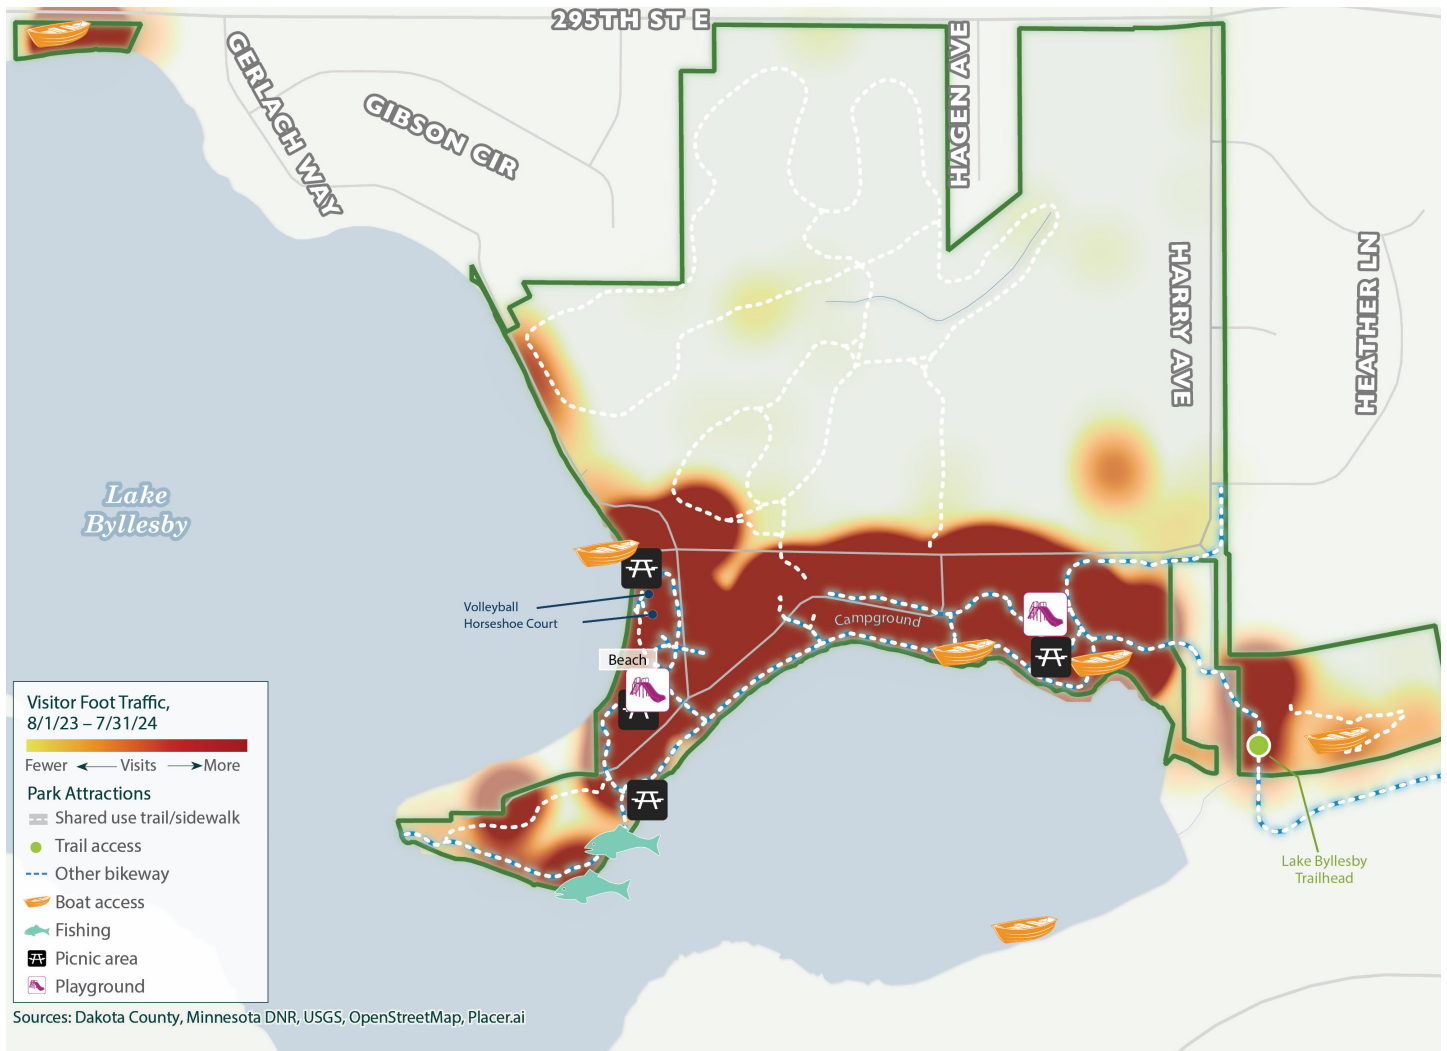 295TH ST E
GERLACH WAY
GIBSON CIR
HAGEN AVE
HARRY AVE
HEATHER LN
Lake
Byllesby
Volleyball
Horseshoe Court
Campground
Beach
Lake Byllesby
Trailhead
Visitor Foot Traffic,
8/1/23 – 7/31/24
Fewer Visits More
Park Attractions
Shared use trail/sidewalk
Trail access
Other bikeway
Boat access
Fishing
Picnic area
Playground
Sources: Dakota County, Minnesota DNR, USGS, OpenStreetMap, Placer.ai